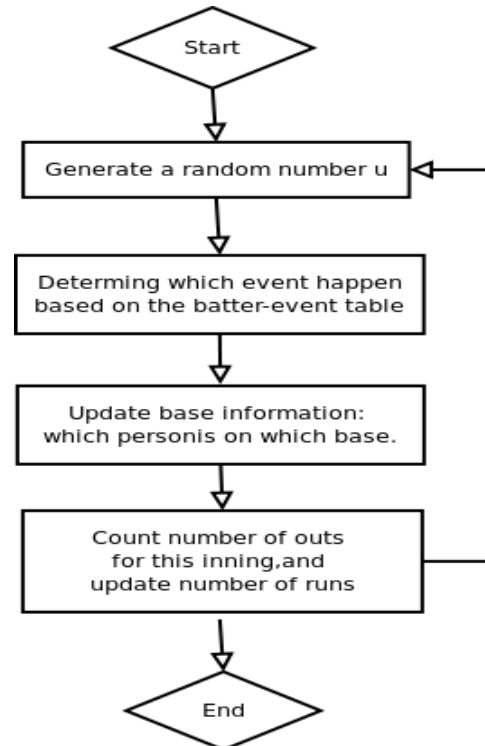 Start
Generate a random number u
Determing which event happen
based on the batter-event table
Update base information:
which personis on which base.
Count number of outs
for this inning,and
update number of runs
End